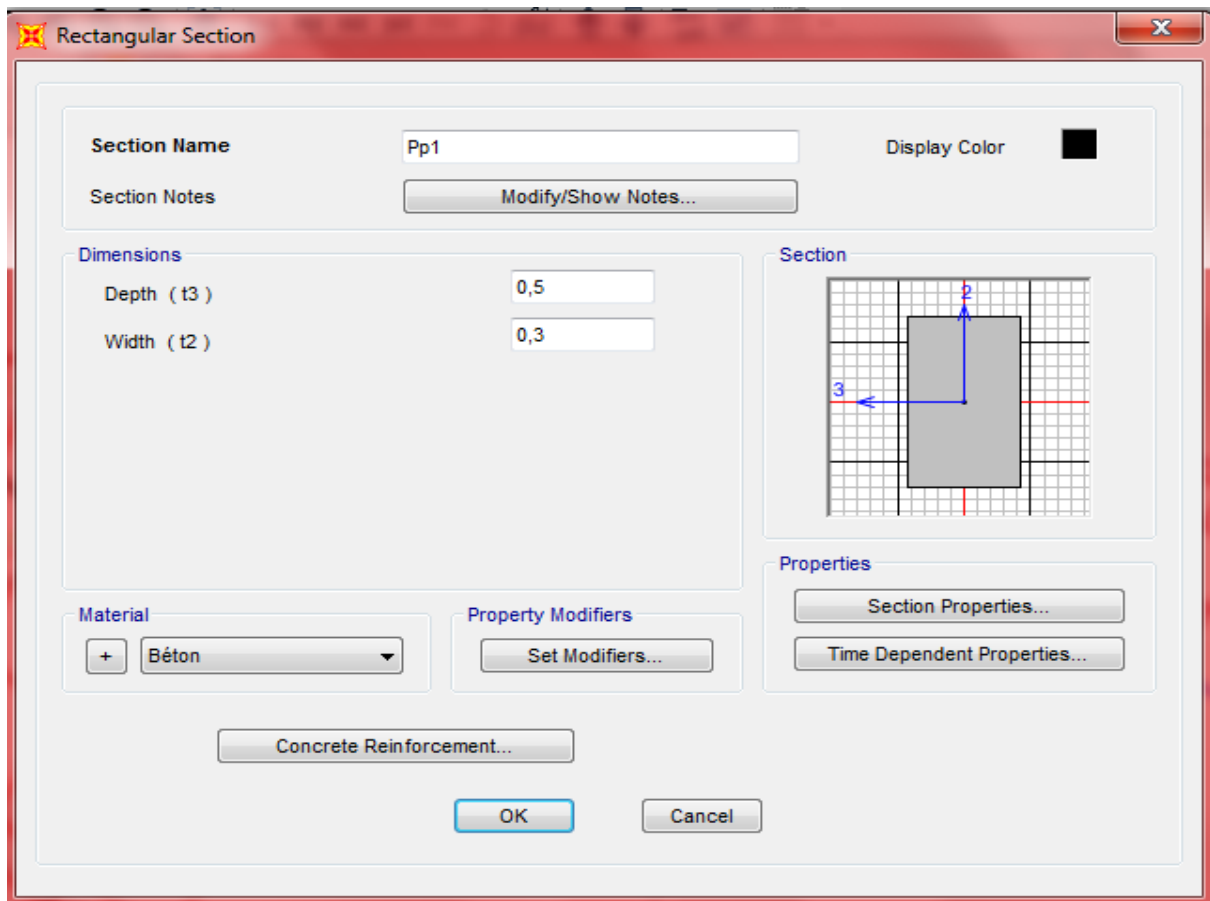 Rectangular Section
X
Section Name Pp1 Display Color
Section Notes Modify/Show Notes...
Dimensions
Depth ( t3 ) 0,5
Width ( t2 ) 0,3
Section
2
3
Properties
Section Properties...
Time Dependent Properties...
Material
+ Béton
Property Modifiers
Set Modifiers...
Concrete Reinforcement...
OK Cancel